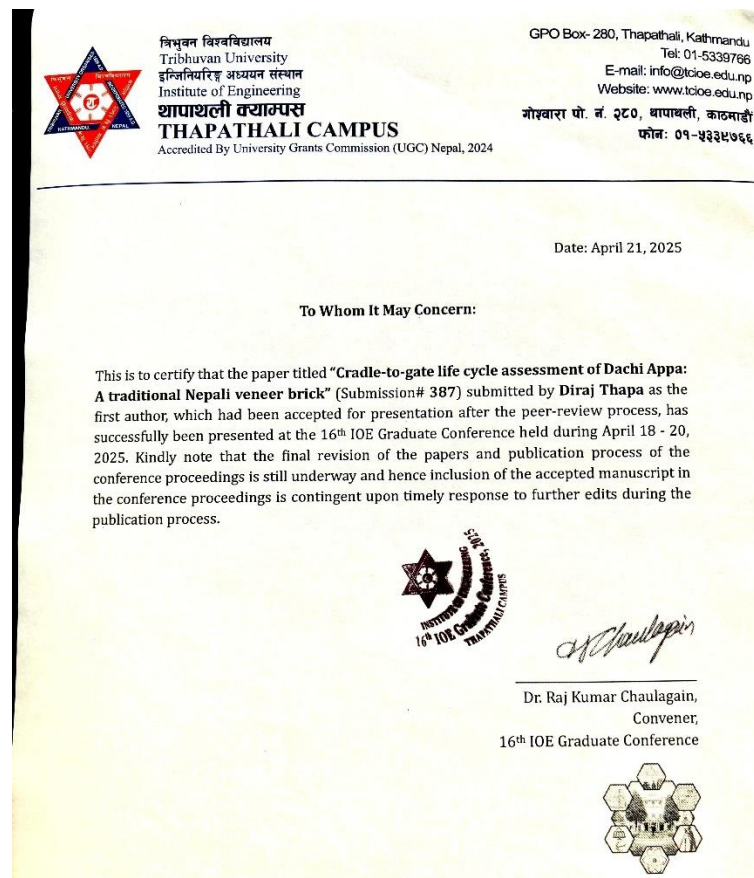 त्रिभुवन विश्वविद्यालय
Tribhuvan University
इन्जिनियरिङ्ग अध्ययन संस्थान
Institute of Engineering
थापाथली क्याम्पस
THAPATHALI CAMPUS
Accredited By University Grants Commission (UGC) Nepal, 2024
GPO Box- 280, Thapathali, Kathmandu
Tel: 01-5339766
E-mail: info@tcioe.edu.np
Website: www.tcioe.edu.np
गोश्वारा पो. नं. २८०, थापाथली, काठमाडौं
फोन: ०१-५३३९७६६
Date: April 21, 2025
To Whom It May Concern:
This is to certify that the paper titled "Cradle-to-gate life cycle assessment of Dachi Appa:
A traditional Nepali veneer brick" (Submission# 387) submitted by Diraj Thapa as the
first author, which had been accepted for presentation after the peer-review process, has
successfully been presented at the 16th IOE Graduate Conference held during April 18 - 20,
2025. Kindly note that the final revision of the papers and publication process of the
conference proceedings is still underway and hence inclusion of the accepted manuscript in
the conference proceedings is contingent upon timely response to further edits during the
publication process.
INSTITUTE OF ENGINEERING
16th IOE Graduate Conference, 2025
THAPATHALI CAMPUS
Chaulagain
Dr. Raj Kumar Chaulagain,
Convener,
16th IOE Graduate Conference